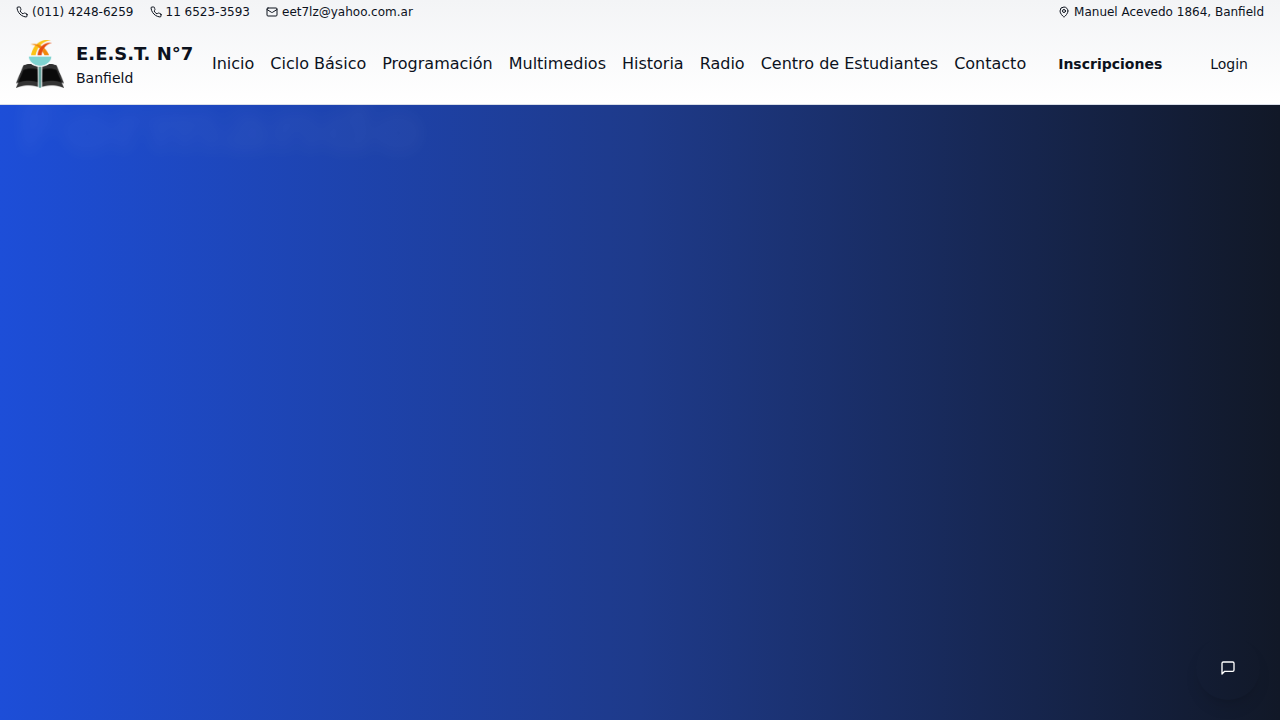 (011) 4248-6259 11 6523-3593 eet7lz@yahoo.com.ar Manuel Acevedo 1864, Banfield
E.E.S.T. N°7
Banfield
Inicio Ciclo Básico Programación Multimedios Historia Radio Centro de Estudiantes Contacto Inscripciones Login